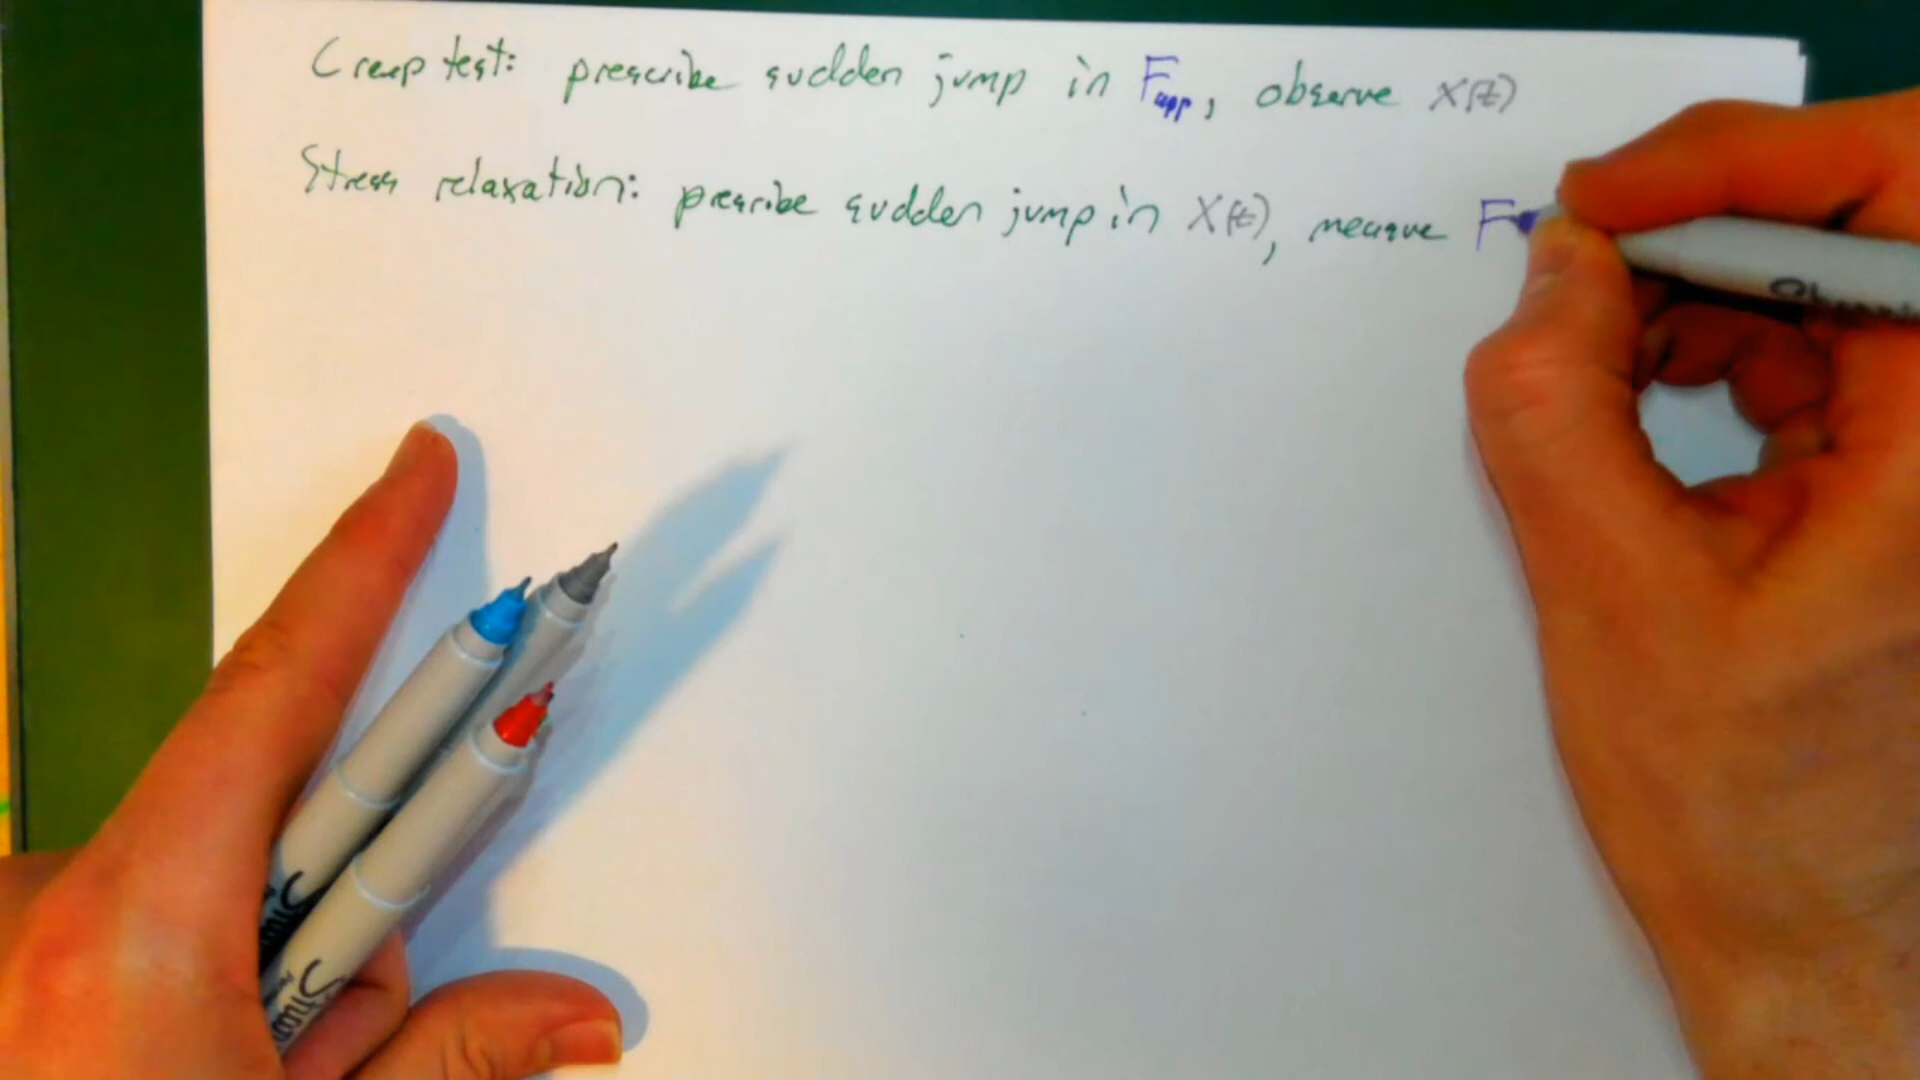 Creep test: prescribe sudden jump in Fapp, observe X(t)
Stress relaxation: prescribe sudden jump in X(t), measure F